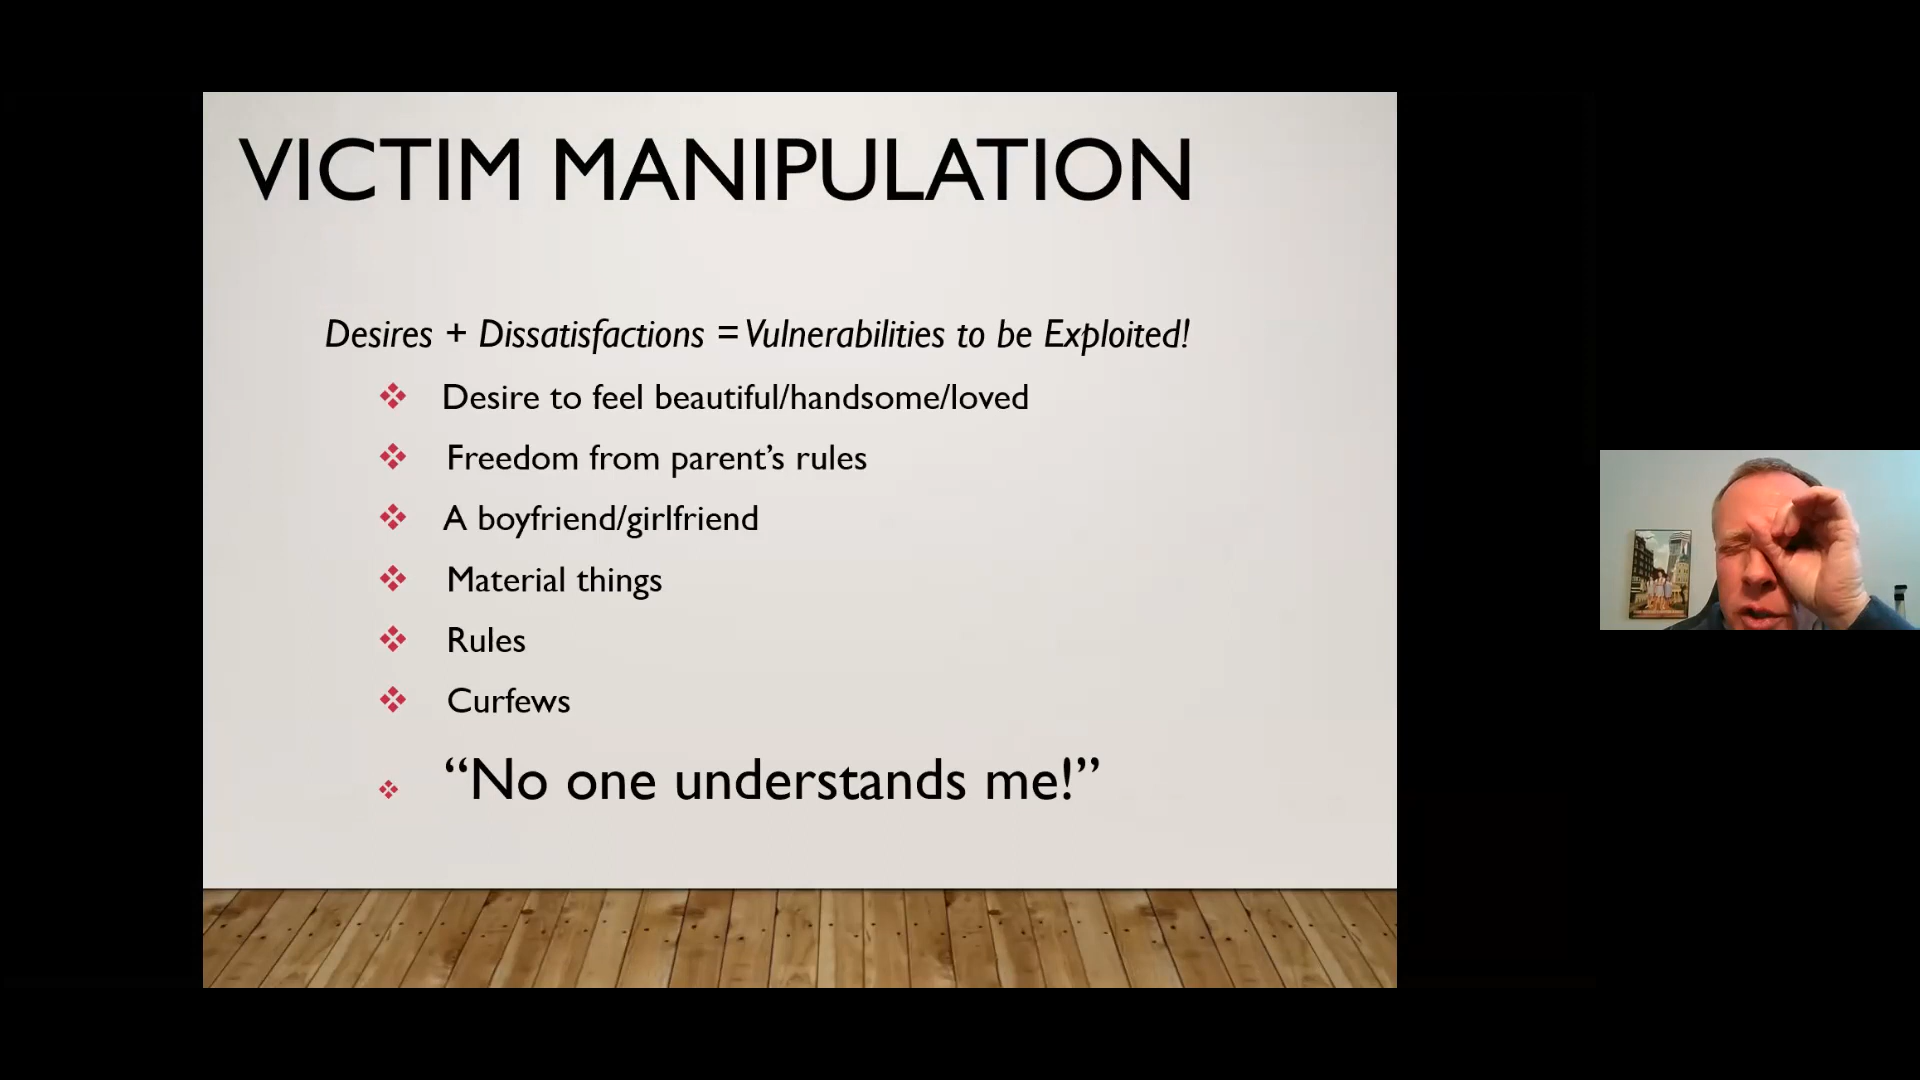 VICTIM MANIPULATION
Desires + Dissatisfactions = Vulnerabilities to be Exploited!
Desire to feel beautiful/handsome/loved
Freedom from parent’s rules
A boyfriend/girlfriend
Material things
Rules
Curfews
“No one understands me!”